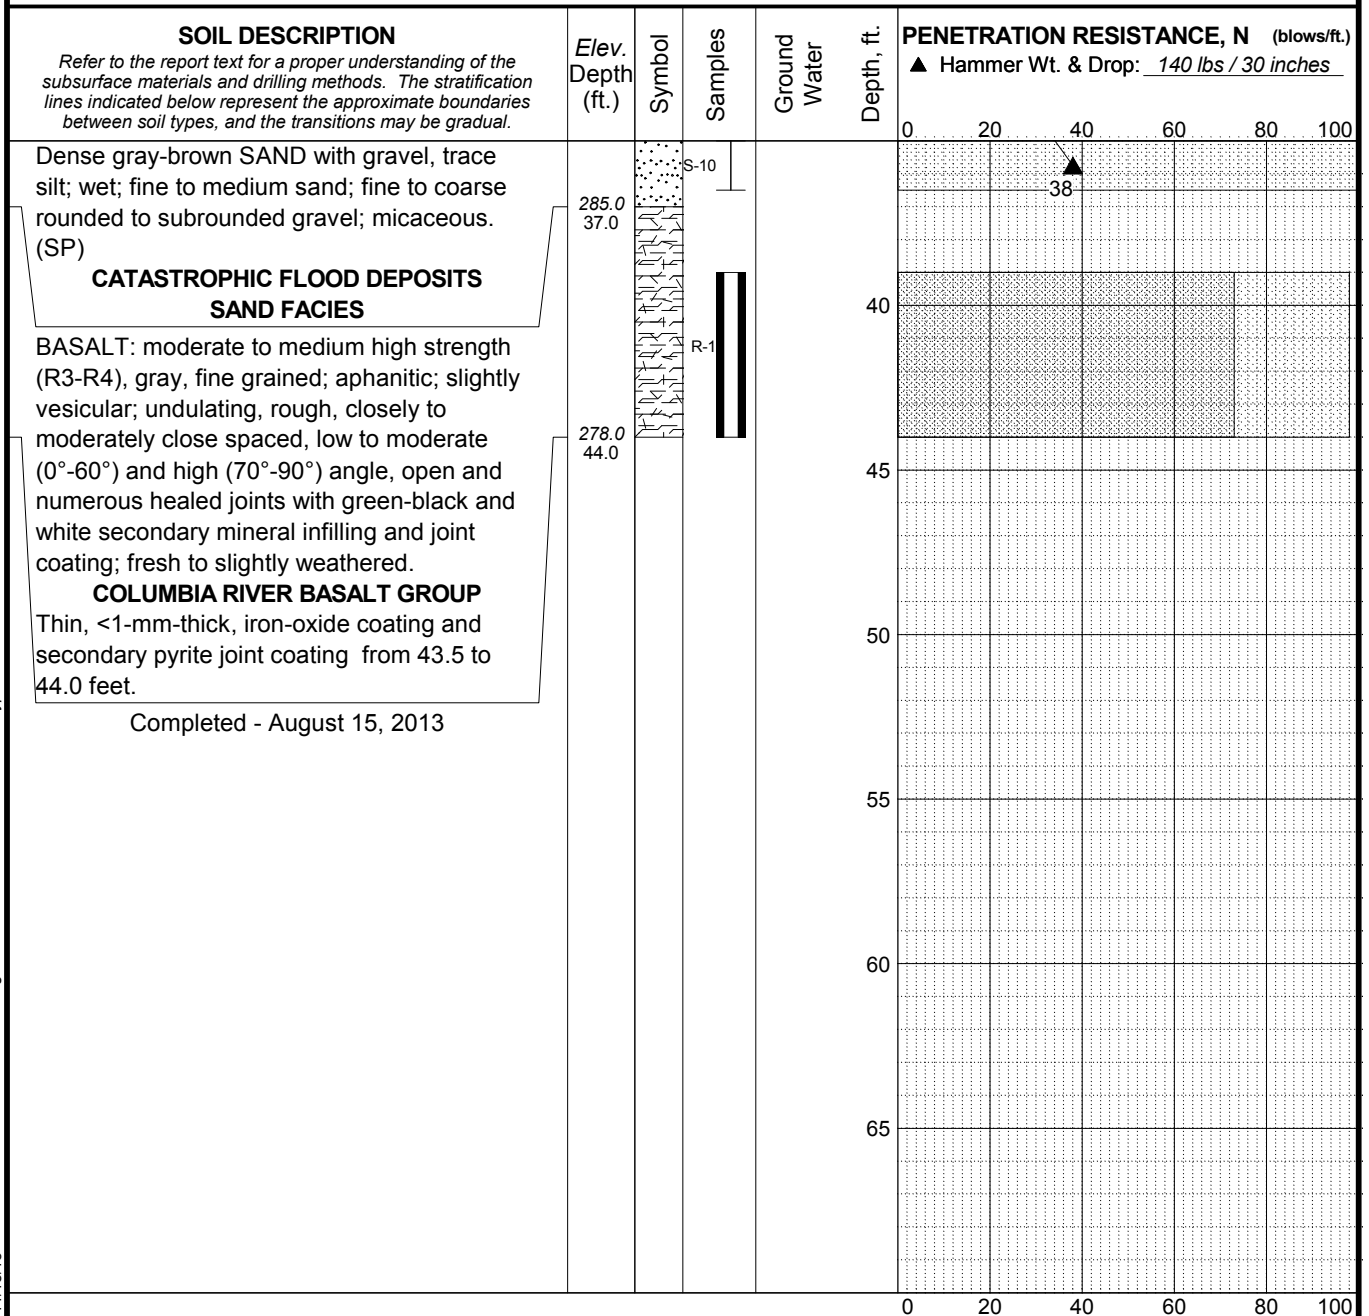 SOIL DESCRIPTION
Refer to the report text for a proper understanding of the
subsurface materials and drilling methods. The stratification
lines indicated below represent the approximate boundaries
between soil types, and the transitions may be gradual.
Elev.
Depth
(ft.)
Symbol
Samples
Ground
Water
Depth, ft.
PENETRATION RESISTANCE, N (blows/ft.)
▲ Hammer Wt. & Drop: 140 lbs / 30 inches
0 20 40 60 80 100
Dense gray-brown SAND with gravel, trace
silt; wet; fine to medium sand; fine to coarse
rounded to subrounded gravel; micaceous.
(SP)
CATASTROPHIC FLOOD DEPOSITS
SAND FACIES
BASALT: moderate to medium high strength
(R3-R4), gray, fine grained; aphanitic; slightly
vesicular; undulating, rough, closely to
moderately close spaced, low to moderate
(0°-60°) and high (70°-90°) angle, open and
numerous healed joints with green-black and
white secondary mineral infilling and joint
coating; fresh to slightly weathered.
COLUMBIA RIVER BASALT GROUP
Thin, <1-mm-thick, iron-oxide coating and
secondary pyrite joint coating from 43.5 to
44.0 feet.
Completed - August 15, 2013
285.0
37.0
278.0
44.0
S-10
R-1
38
40
45
50
55
60
65
0 20 40 60 80 100